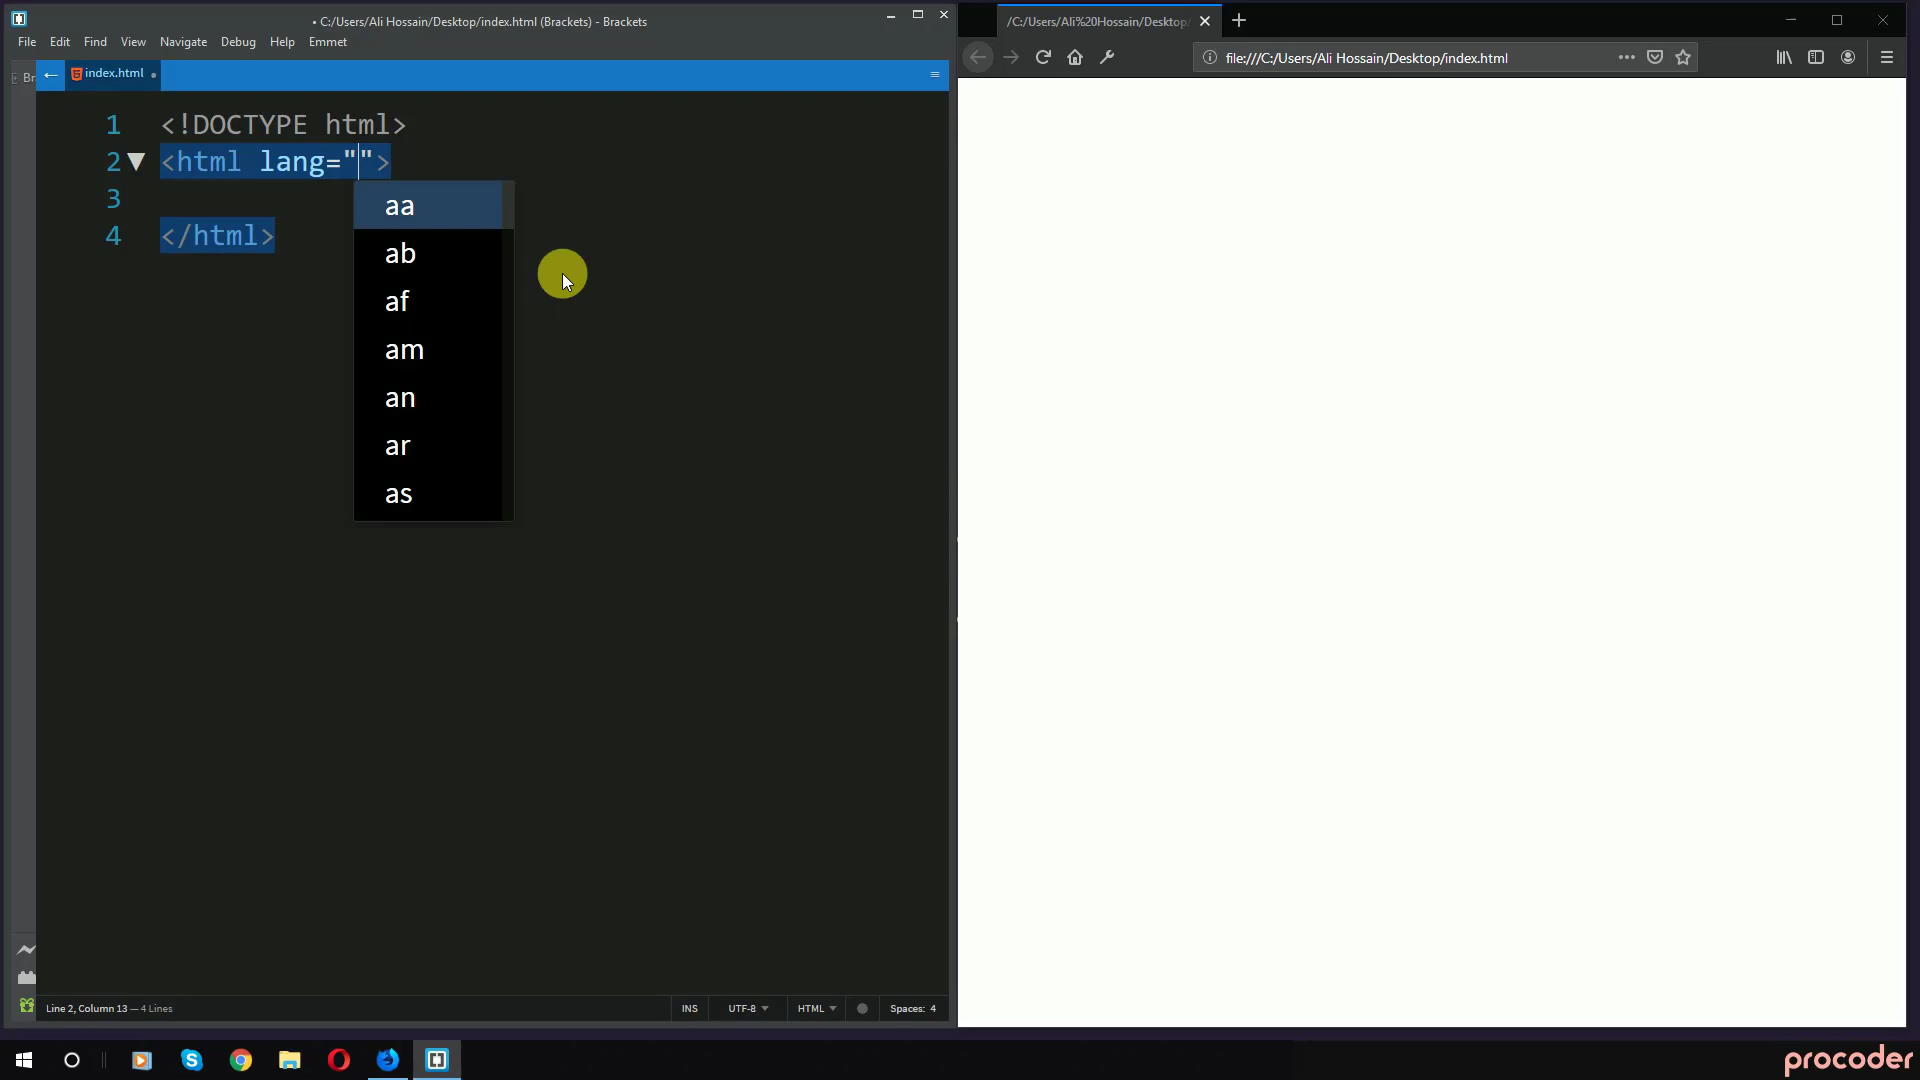 • C:/Users/Ali Hossain/Desktop/index.html (Brackets) - Brackets
File Edit Find View Navigate Debug Help Emmet
Br
index.html •
1 <!DOCTYPE html>
2 <html lang="">
3
4 </html>
aa
ab
af
am
an
ar
as
Line 2, Column 13 — 4 Lines
INS UTF-8 HTML Spaces: 4
/C:/Users/Ali%20Hossain/Desktop/
file:///C:/Users/Ali Hossain/Desktop/index.html
procoder